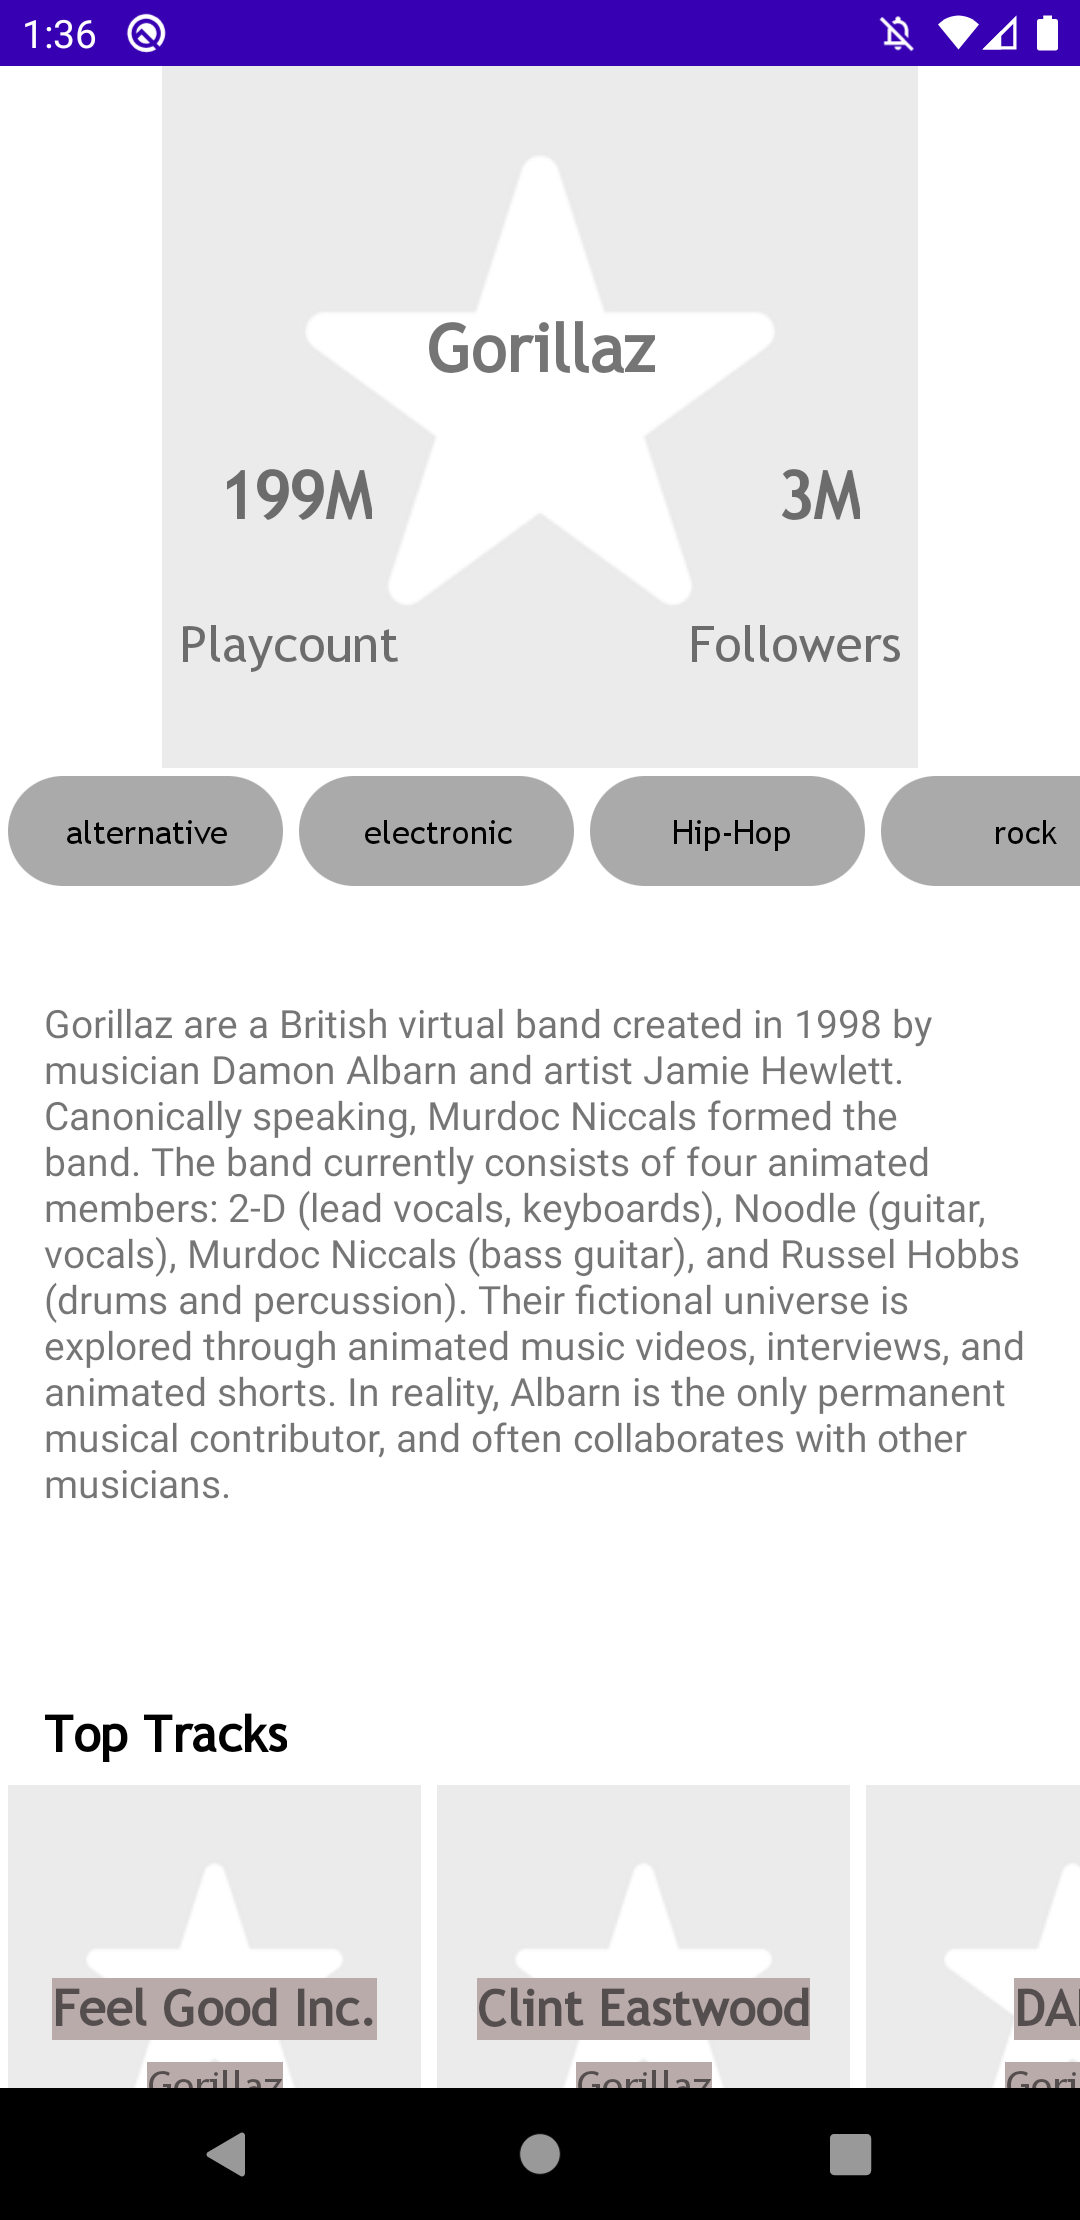 1:36
Gorillaz
199M 3M
Playcount Followers
alternative electronic Hip-Hop rock
Gorillaz are a British virtual band created in 1998 by
musician Damon Albarn and artist Jamie Hewlett.
Canonically speaking, Murdoc Niccals formed the
band. The band currently consists of four animated
members: 2-D (lead vocals, keyboards), Noodle (guitar,
vocals), Murdoc Niccals (bass guitar), and Russel Hobbs
(drums and percussion). Their fictional universe is
explored through animated music videos, interviews, and
animated shorts. In reality, Albarn is the only permanent
musical contributor, and often collaborates with other
musicians.
Top Tracks
Feel Good Inc. Clint Eastwood
Gorillaz Gorillaz